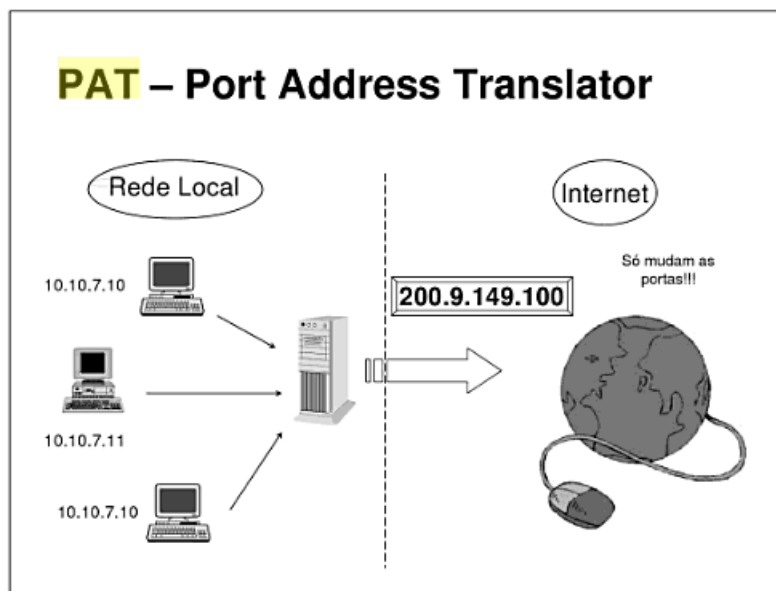 PAT – Port Address Translator
Rede Local
Internet
Só mudam as
portas!!!
10.10.7.10
200.9.149.100
10.10.7.11
10.10.7.10